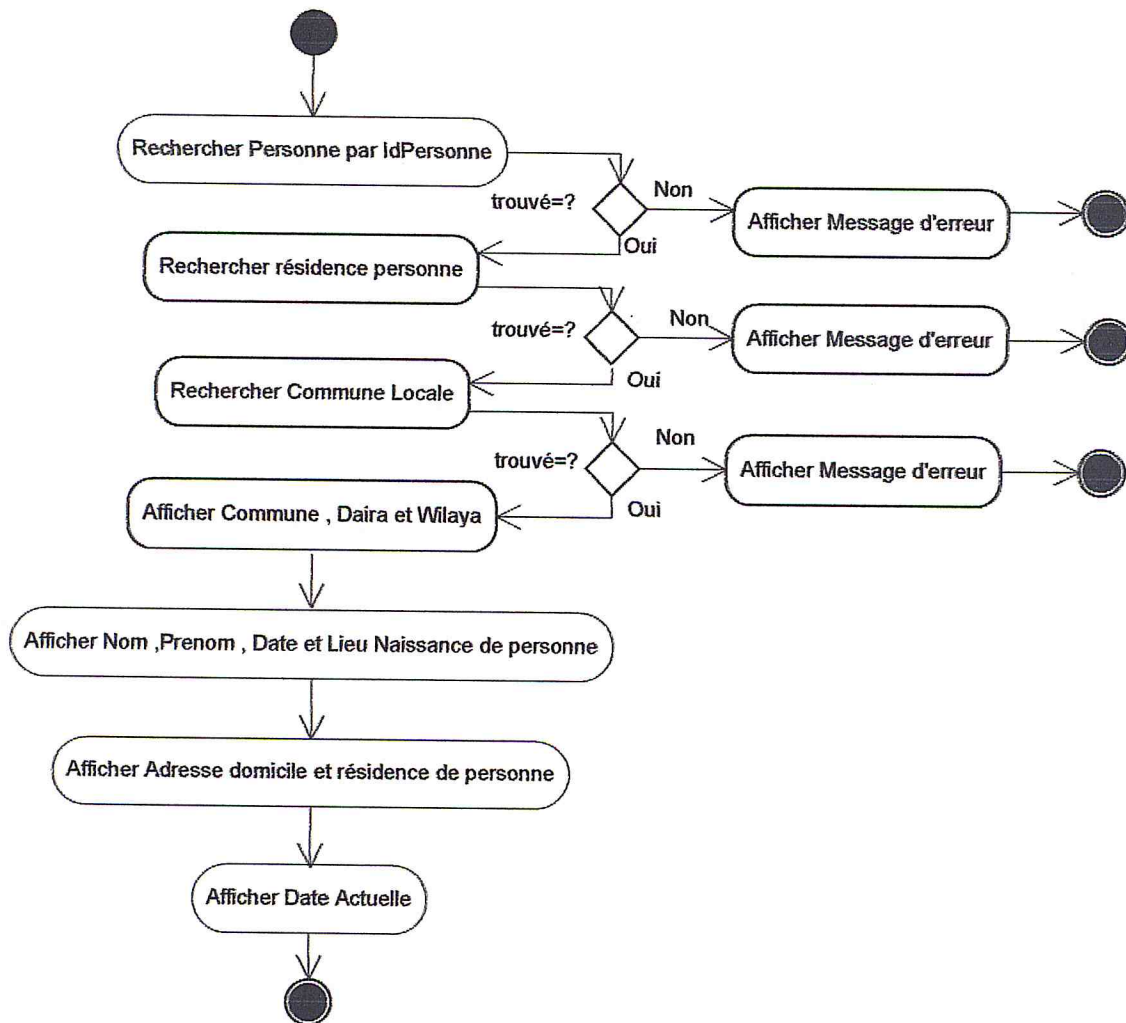 Rechercher Personne par IdPersonne
trouvé=?
Non
Afficher Message d'erreur
Oui
Rechercher résidence personne
trouvé=?
Non
Afficher Message d'erreur
Oui
Rechercher Commune Locale
trouvé=?
Non
Afficher Message d'erreur
Oui
Afficher Commune , Daira et Wilaya
Afficher Nom ,Prenom , Date et Lieu Naissance de personne
Afficher Adresse domicile et résidence de personne
Afficher Date Actuelle